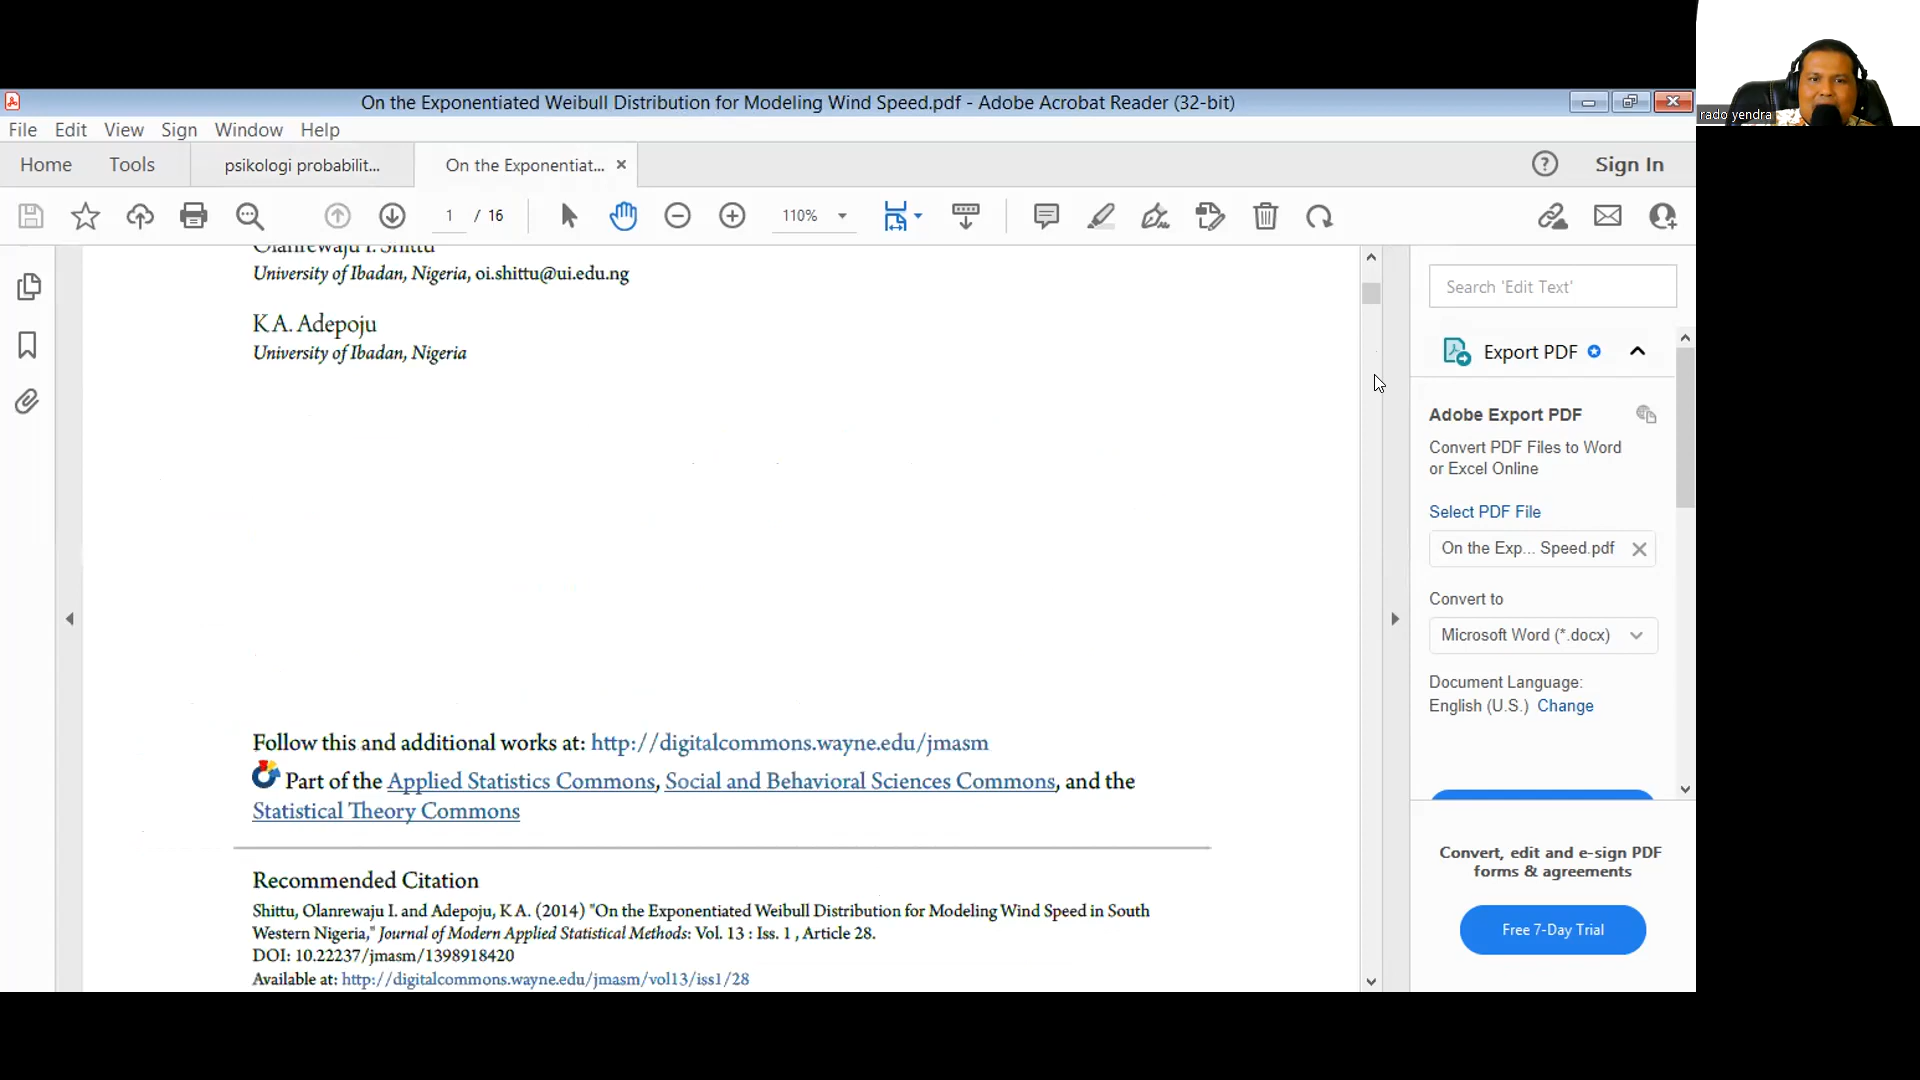 rado yendra
On the Exponentiated Weibull Distribution for Modeling Wind Speed.pdf - Adobe Acrobat Reader (32-bit)
File Edit View Sign Window Help
Home Tools psikologi probabilit... On the Exponentiat... Sign In
1 / 16 110%
Olanrewaju I. Shittu
University of Ibadan, Nigeria, oi.shittu@ui.edu.ng
K A. Adepoju
University of Ibadan, Nigeria
Follow this and additional works at: http://digitalcommons.wayne.edu/jmasm
Part of the Applied Statistics Commons, Social and Behavioral Sciences Commons, and the
Statistical Theory Commons
Recommended Citation
Shittu, Olanrewaju I. and Adepoju, K A. (2014) "On the Exponentiated Weibull Distribution for Modeling Wind Speed in South
Western Nigeria," Journal of Modern Applied Statistical Methods: Vol. 13 : Iss. 1 , Article 28.
DOI: 10.22237/jmasm/1398918420
Available at: http://digitalcommons.wayne.edu/jmasm/vol13/iss1/28
Search 'Edit Text'
Export PDF
Adobe Export PDF
Convert PDF Files to Word
or Excel Online
Select PDF File
On the Exp... Speed.pdf
Convert to
Microsoft Word (*.docx)
Document Language:
English (U.S.) Change
Convert, edit and e-sign PDF
forms & agreements
Free 7-Day Trial